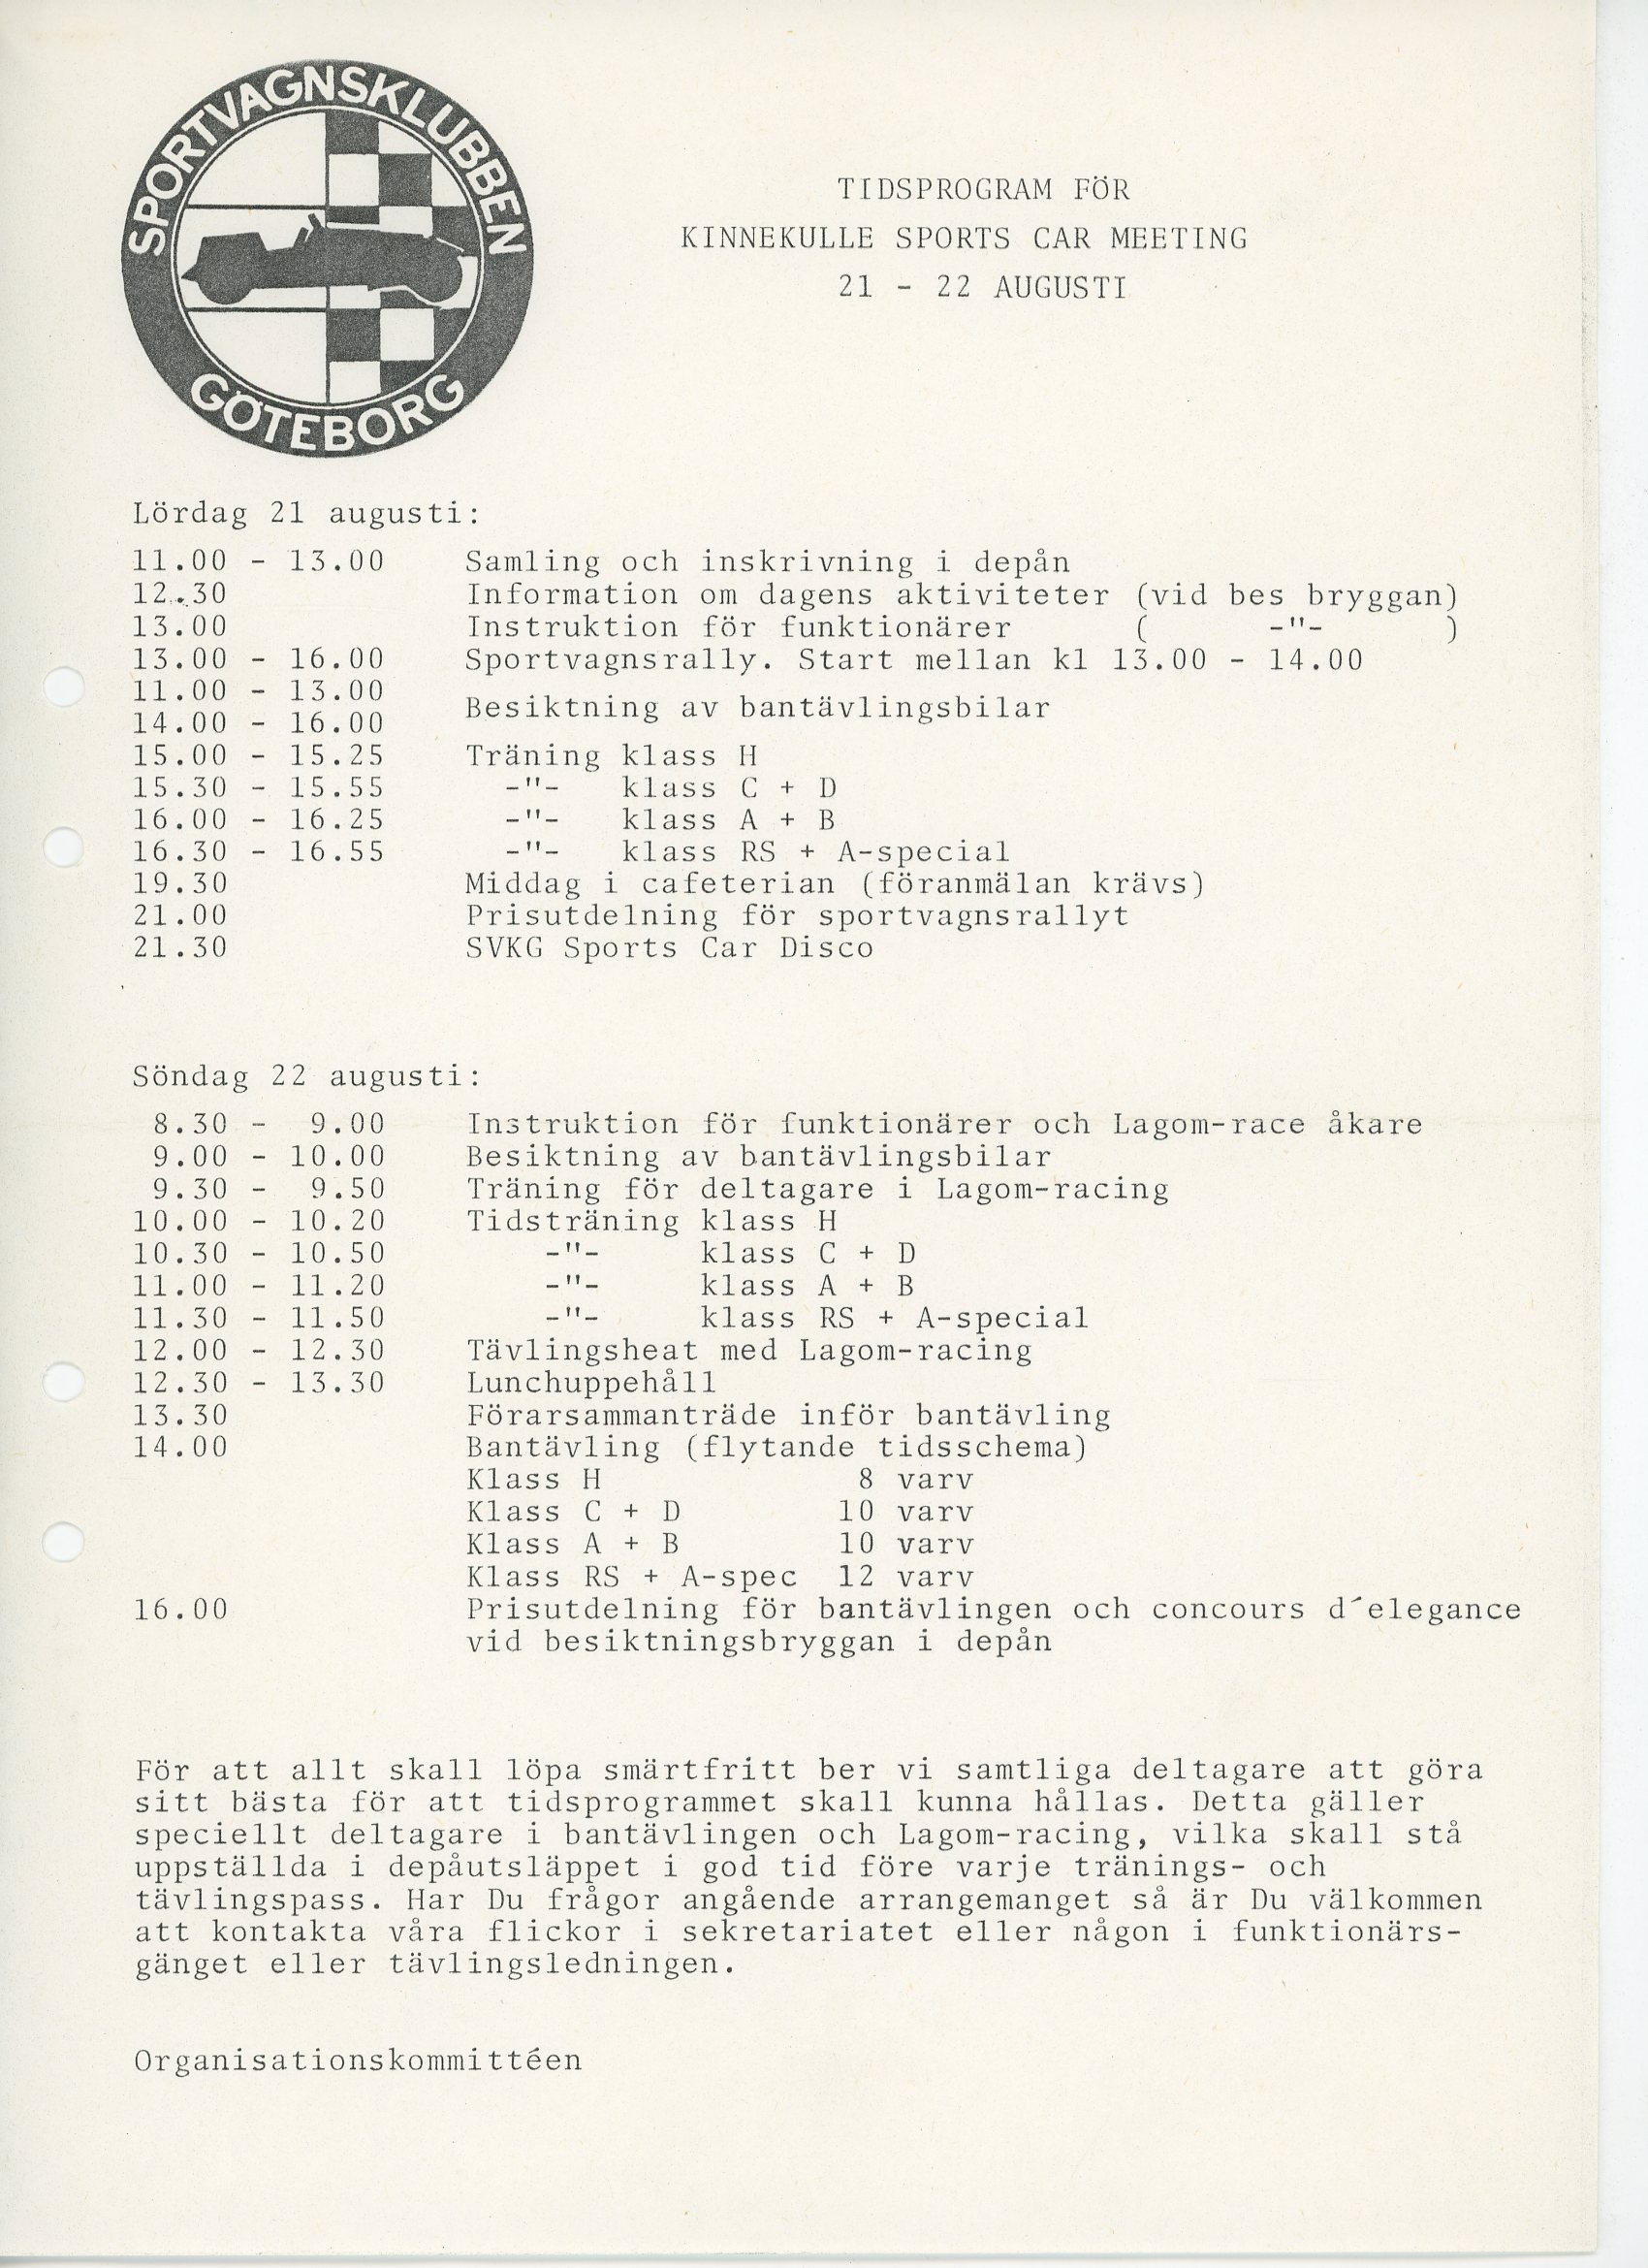 SPORTVAGNSKLUBBEN
GÖTEBORG
TIDSPROGRAM FÖR
KINNEKULLE SPORTS CAR MEETING
21 - 22 AUGUSTI
Lördag 21 augusti:
11.00 - 13.00 Samling och inskrivning i depån
12.30 Information om dagens aktiviteter (vid bes bryggan)
13.00 Instruktion för funktionärer ( -"- )
13.00 - 16.00 Sportvagnsrally. Start mellan kl 13.00 - 14.00
11.00 - 13.00
14.00 - 16.00 Besiktning av bantävlingsbilar
15.00 - 15.25 Träning klass H
15.30 - 15.55 -"- klass C + D
16.00 - 16.25 -"- klass A + B
16.30 - 16.55 -"- klass RS + A-special
19.30 Middag i cafeterian (föranmälan krävs)
21.00 Prisutdelning för sportvagnsrallyt
21.30 SVKG Sports Car Disco
Söndag 22 augusti:
8.30 - 9.00 Instruktion för funktionärer och Lagom-race åkare
9.00 - 10.00 Besiktning av bantävlingsbilar
9.30 - 9.50 Träning för deltagare i Lagom-racing
10.00 - 10.20 Tidsträning klass H
10.30 - 10.50 -"- klass C + D
11.00 - 11.20 -"- klass A + B
11.30 - 11.50 -"- klass RS + A-special
12.00 - 12.30 Tävlingsheat med Lagom-racing
12.30 - 13.30 Lunchuppehåll
13.30 Förarsammanträde inför bantävling
14.00 Bantävling (flytande tidsschema)
Klass H 8 varv
Klass C + D 10 varv
Klass A + B 10 varv
Klass RS + A-spec 12 varv
16.00 Prisutdelning för bantävlingen och concours d´elegance
vid besiktningsbryggan i depån
För att allt skall löpa smärtfritt ber vi samtliga deltagare att göra
sitt bästa för att tidsprogrammet skall kunna hållas. Detta gäller
speciellt deltagare i bantävlingen och Lagom-racing, vilka skall stå
uppställda i depåutsläppet i god tid före varje tränings- och
tävlingspass. Har Du frågor angående arrangemanget så är Du välkommen
att kontakta våra flickor i sekretariatet eller någon i funktionärs-
gänget eller tävlingsledningen.
Organisationskommittéen